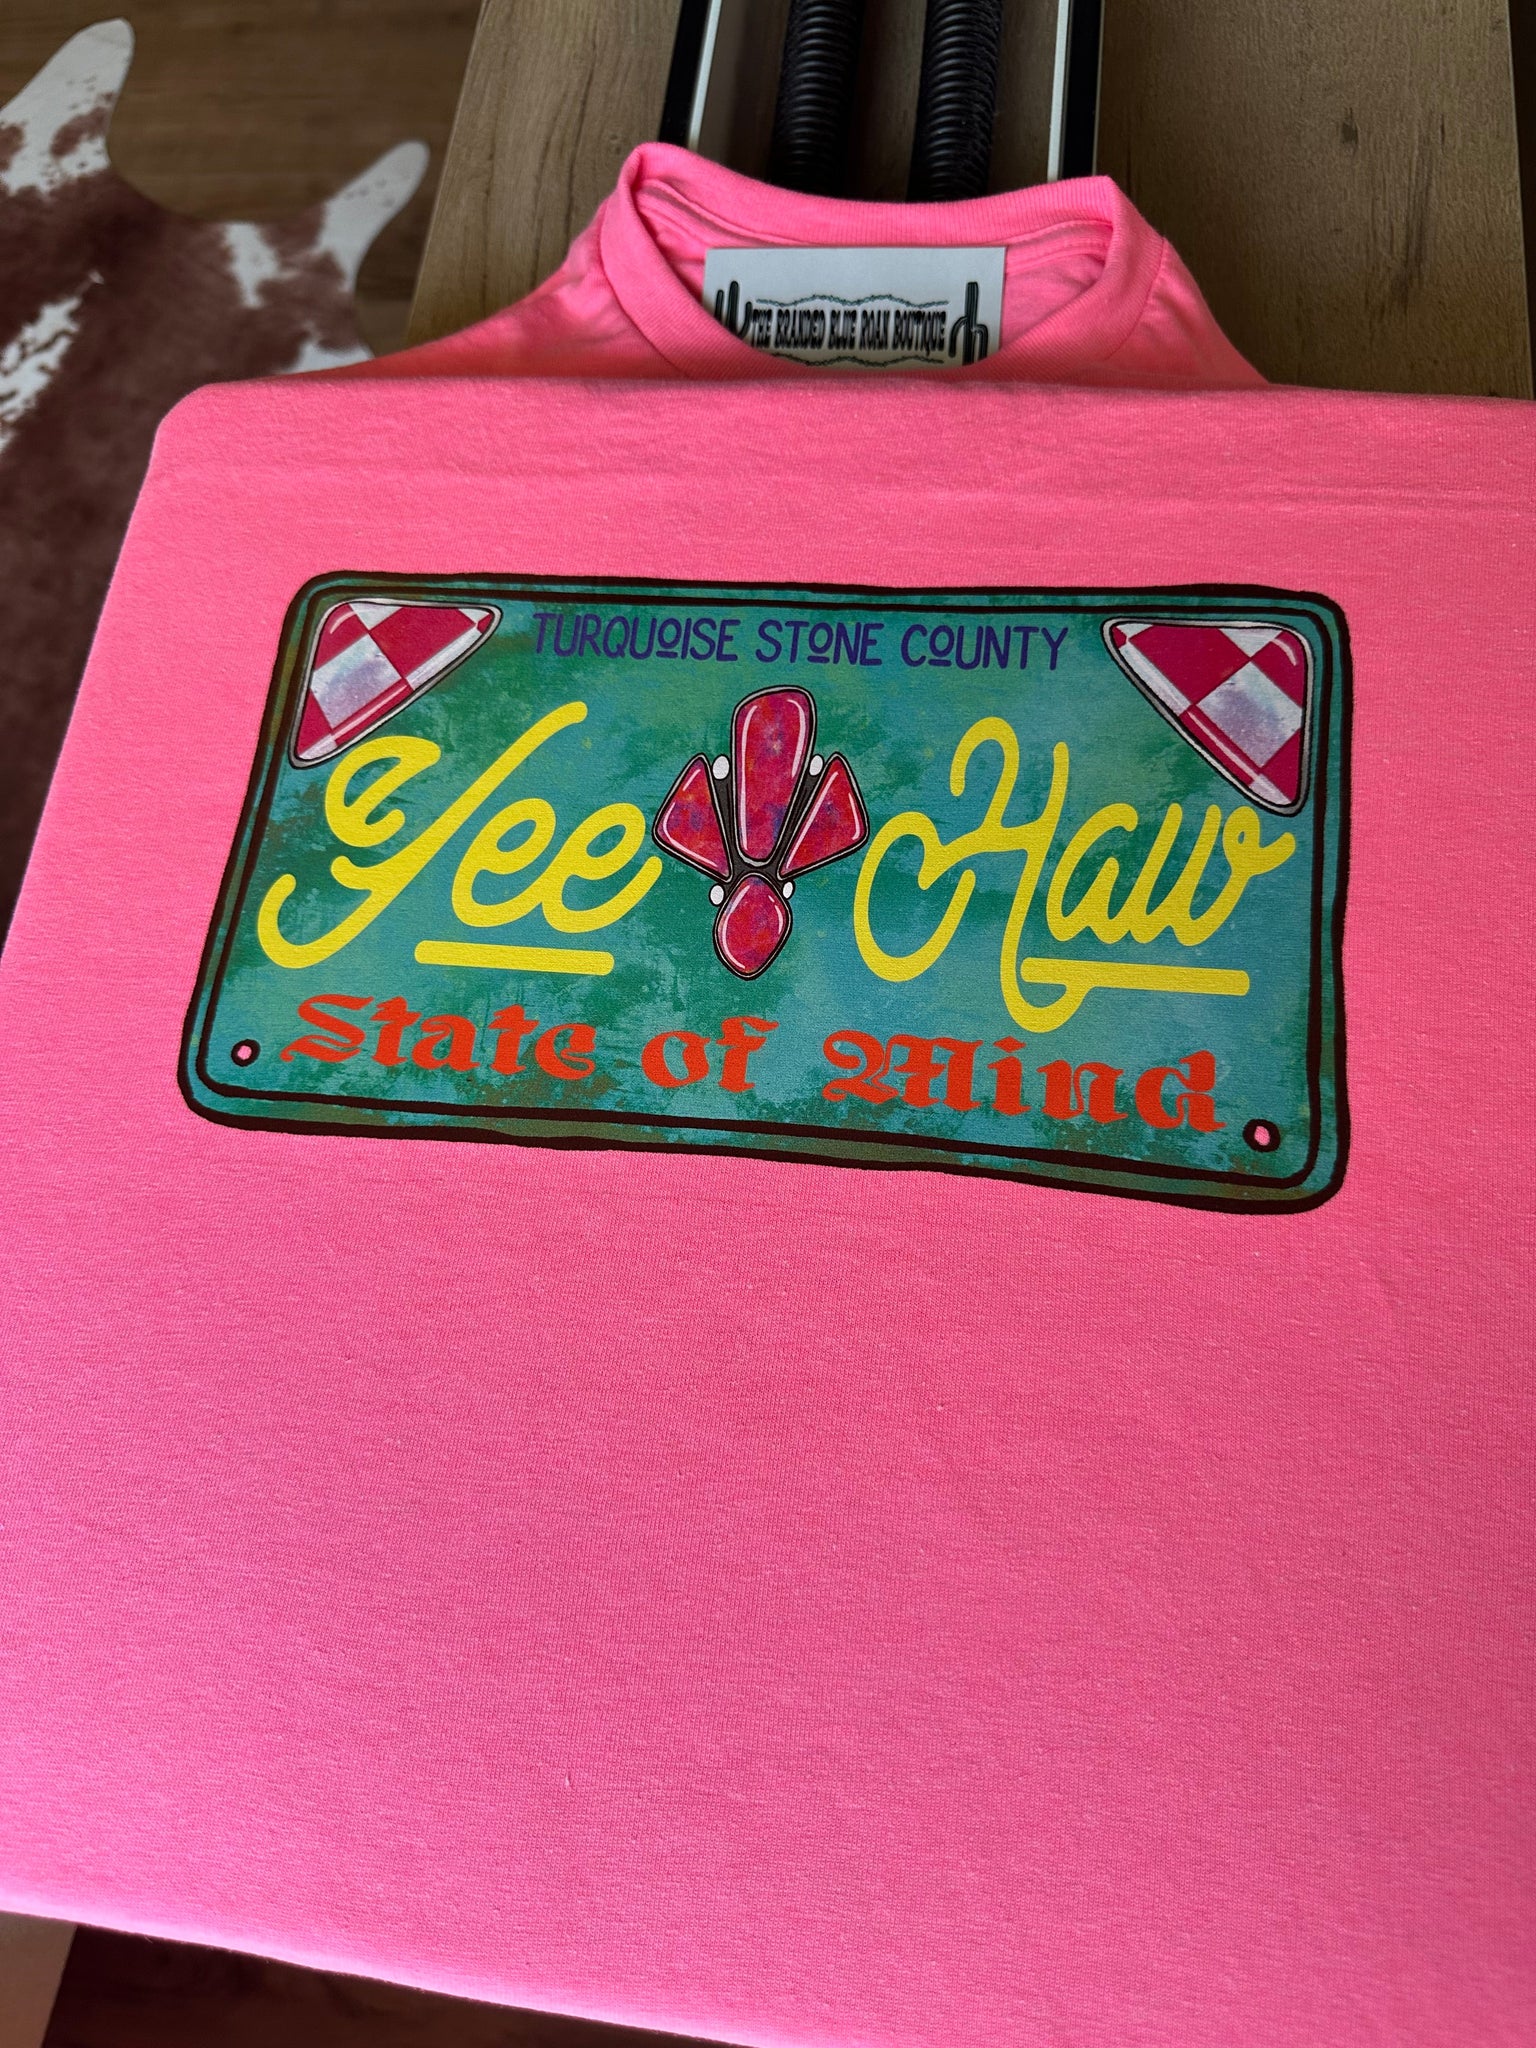 THE BRANDED BLUE ROAN BOUTIQUE
TURQUOISE STONE COUNTY
Yee Haw
State of Mind